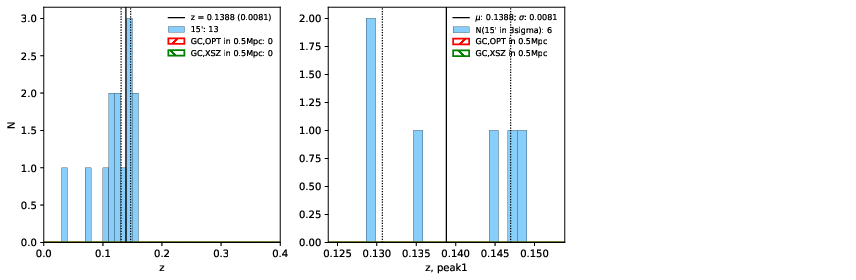 3.0
2.5
2.0
1.5
1.0
0.5
0.0
N
0.0 0.1 0.2 0.3 0.4
z
z = 0.1388 (0.0081)
15': 13
GC,OPT in 0.5Mpc: 0
GC,XSZ in 0.5Mpc: 0
2.00
1.75
1.50
1.25
1.00
0.75
0.50
0.25
0.00
0.125 0.130 0.135 0.140 0.145 0.150
z, peak1
μ: 0.1388; σ: 0.0081
N(15' in 3sigma): 6
GC,OPT in 0.5Mpc
GC,XSZ in 0.5Mpc